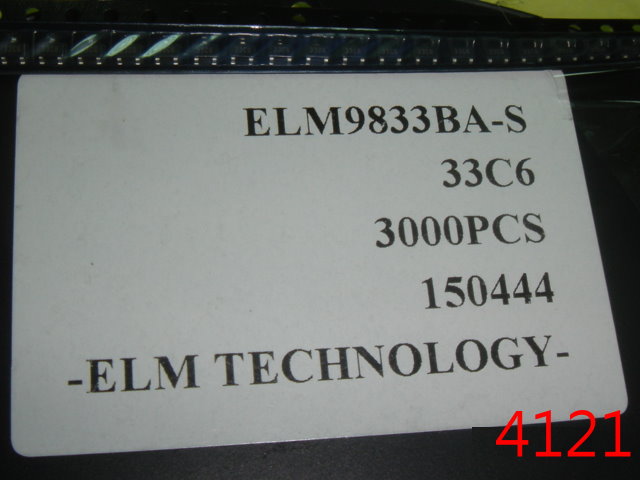 ELM9833BA-S
33C6
3000PCS
150444
-ELM TECHNOLOGY-
4121